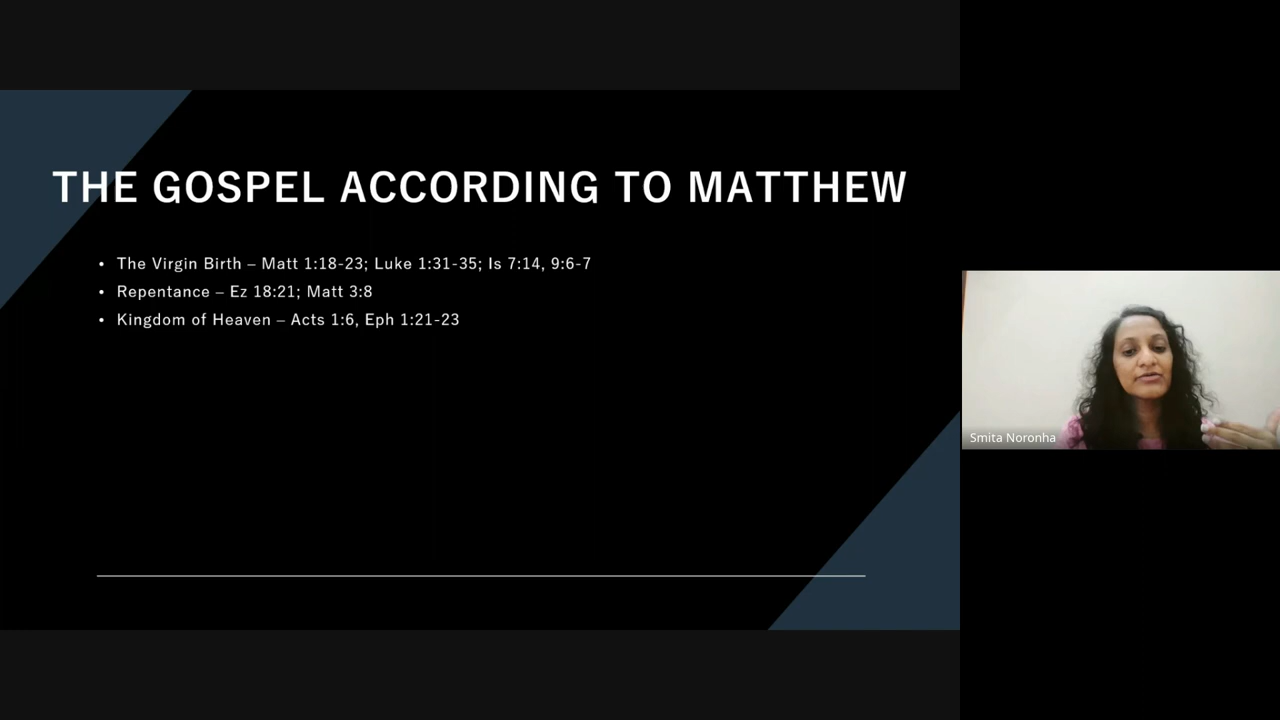 THE GOSPEL ACCORDING TO MATTHEW
• The Virgin Birth – Matt 1:18-23; Luke 1:31-35; Is 7:14, 9:6-7
• Repentance – Ez 18:21; Matt 3:8
• Kingdom of Heaven – Acts 1:6, Eph 1:21-23
Smita Noronha